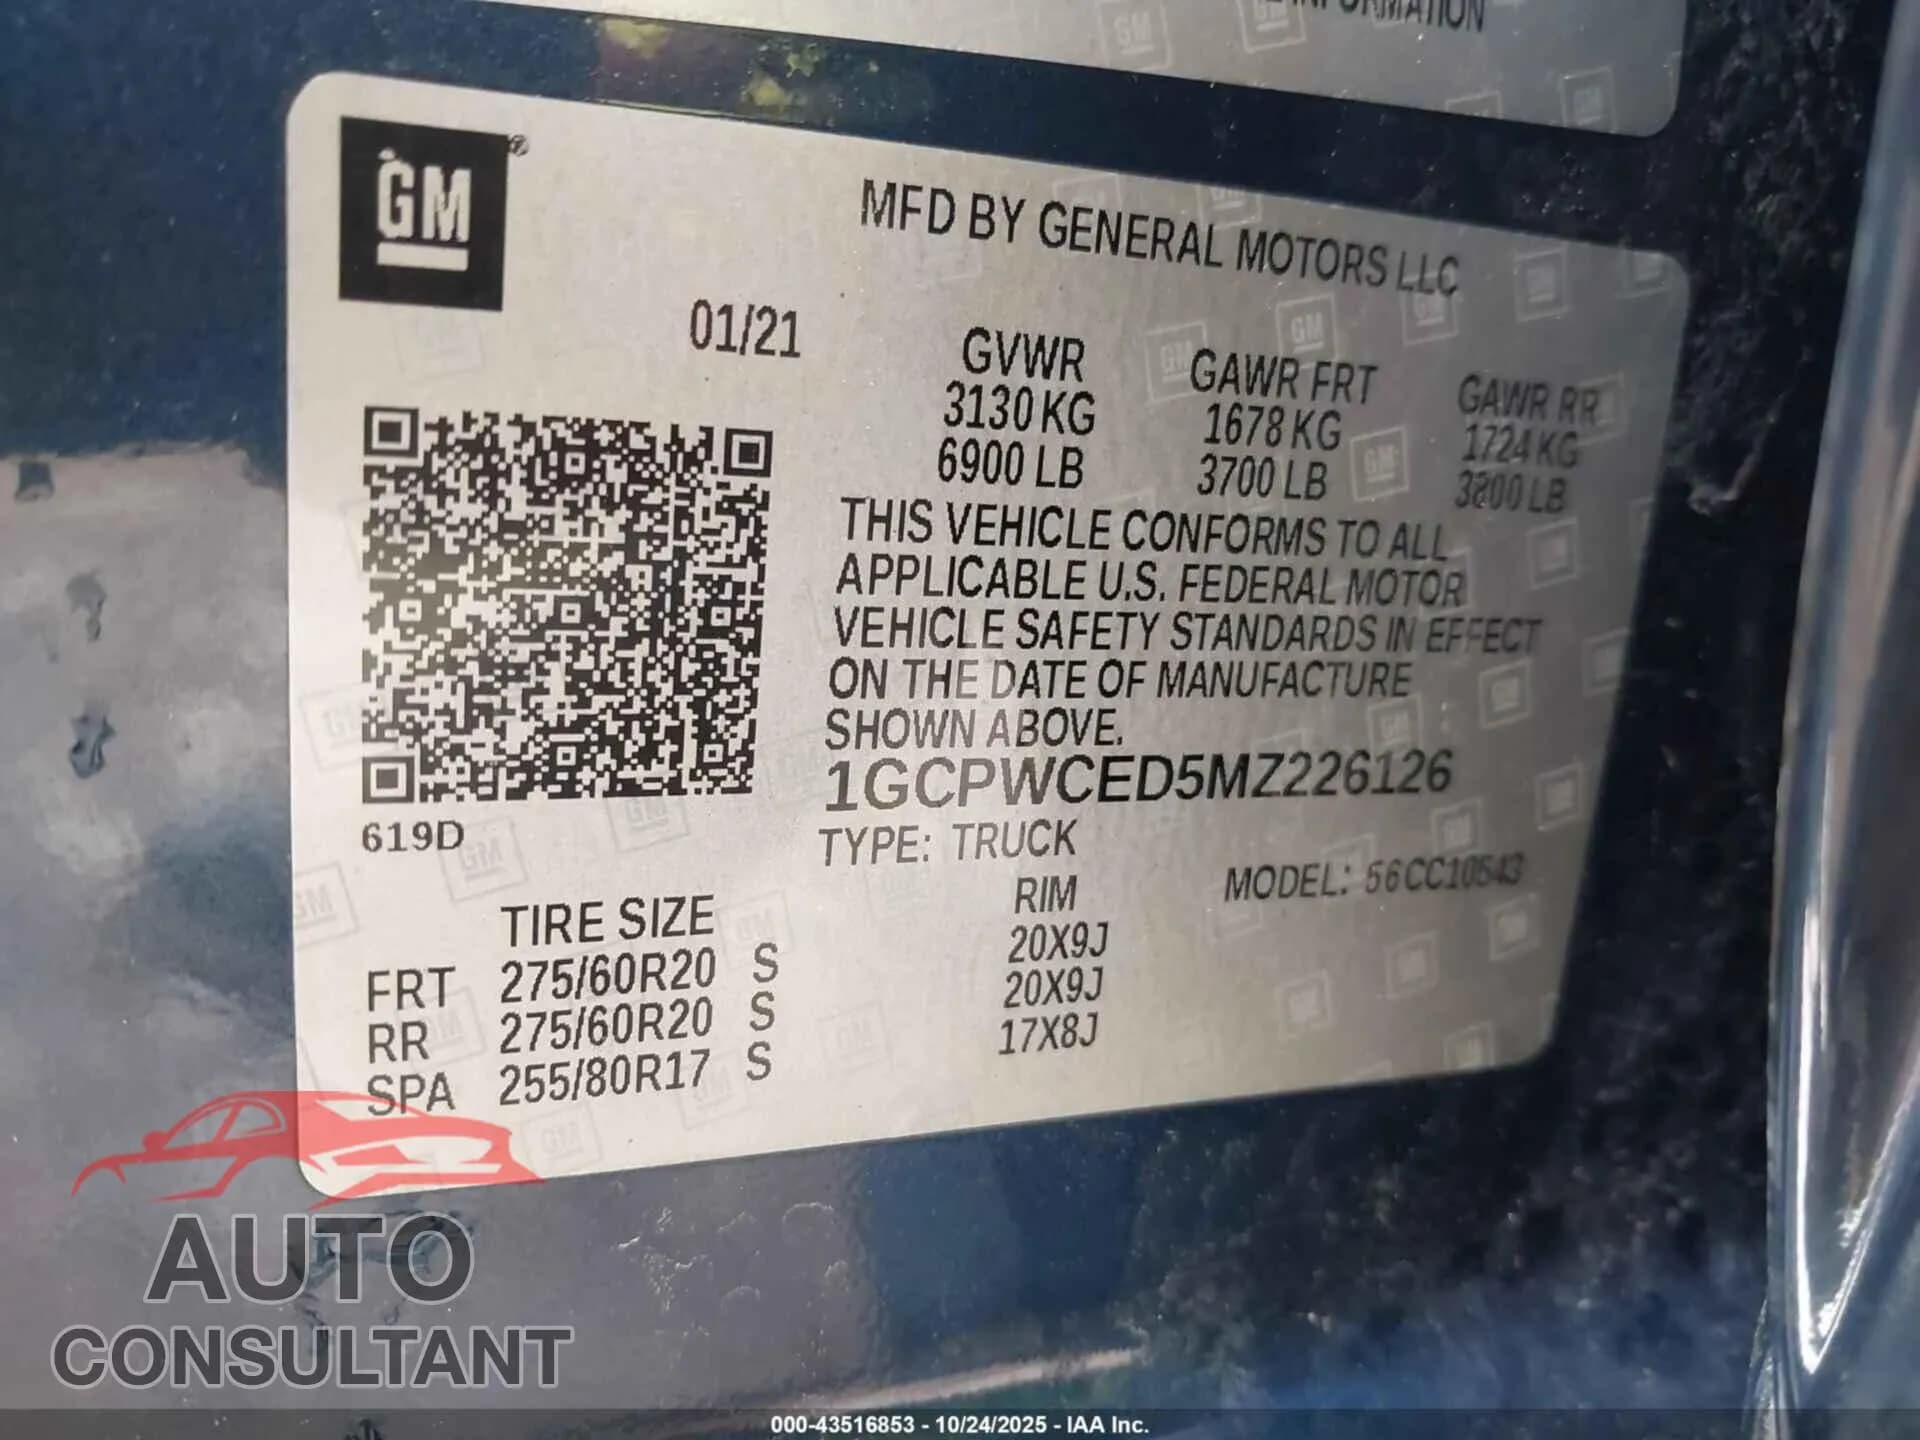 INFORMATION
GM
MFD BY GENERAL MOTORS LLC
01/21
GVWR GAWR FRT GAWR RR
3130 KG 1678 KG 1724 KG
6900 LB 3700 LB 3800 LB
THIS VEHICLE CONFORMS TO ALL
APPLICABLE U.S. FEDERAL MOTOR
VEHICLE SAFETY STANDARDS IN EFFECT
ON THE DATE OF MANUFACTURE
SHOWN ABOVE.
1GCPWCED5MZ226126
619D
TYPE: TRUCK
MODEL: 56CC10543
TIRE SIZE RIM
FRT 275/60R20 S 20X9J
RR 275/60R20 S 20X9J
SPA 255/80R17 S 17X8J
AUTO
CONSULTANT
000-43516853 - 10/24/2025 - IAA Inc.